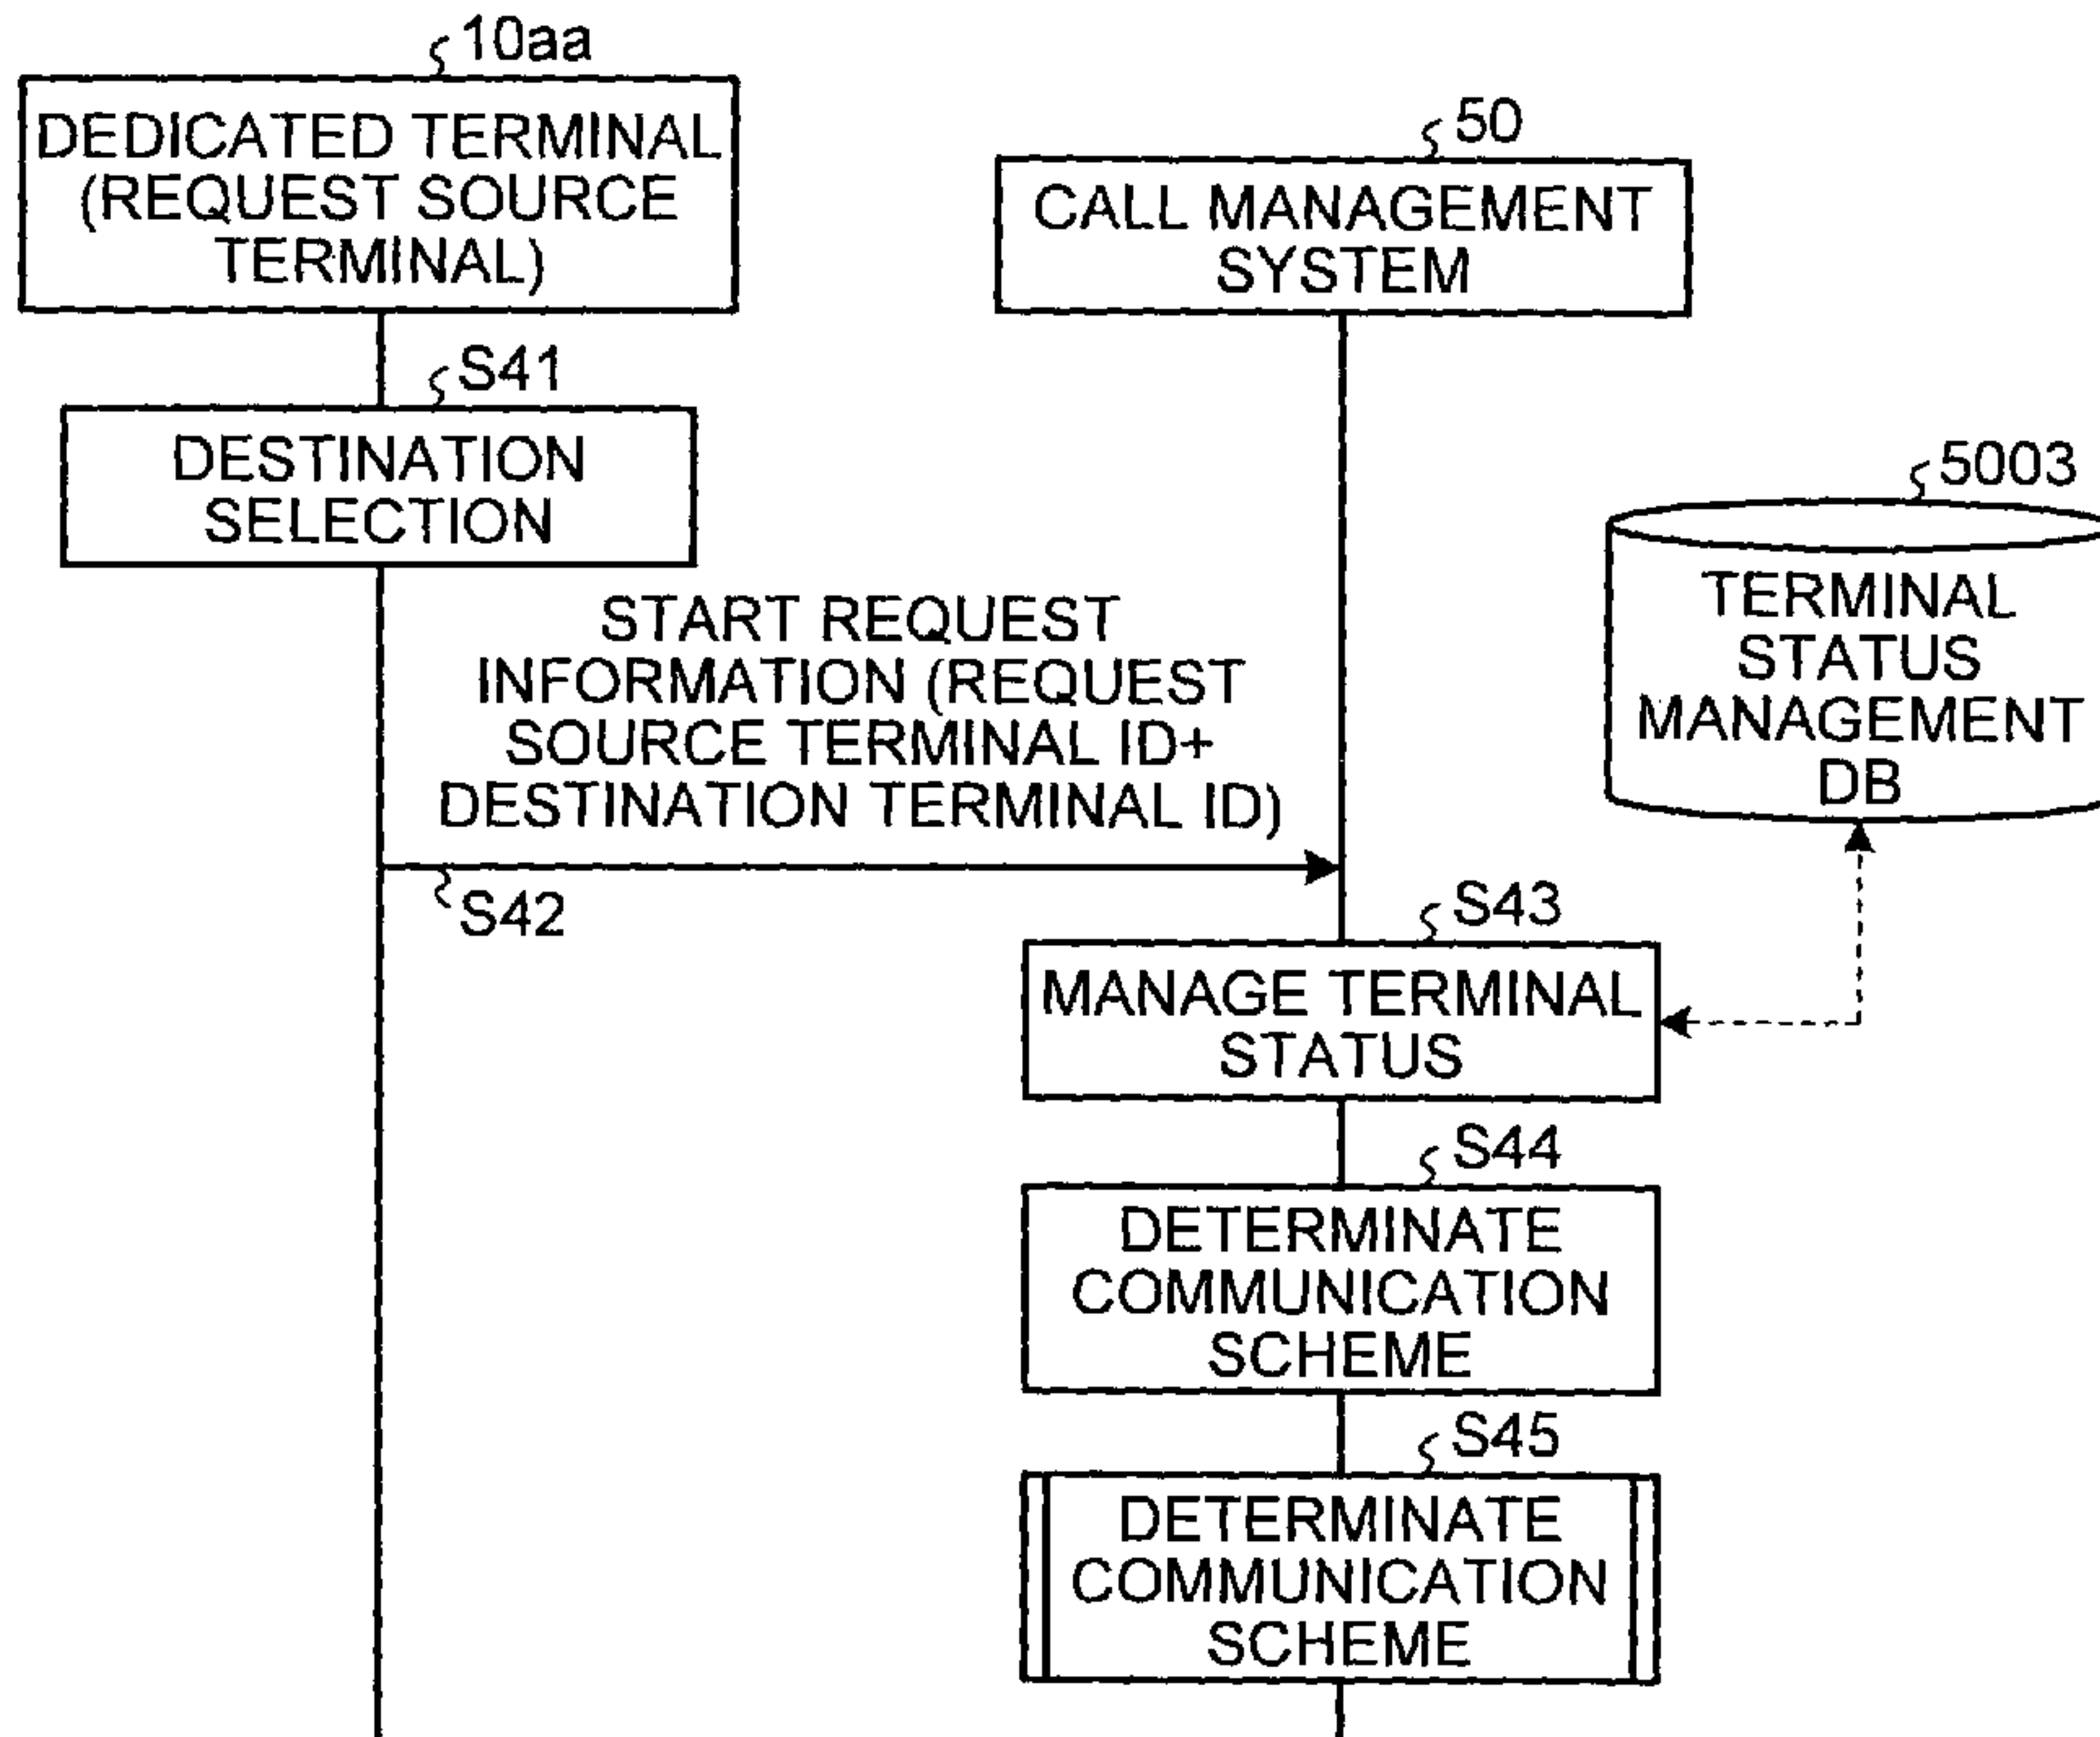 10aa
DEDICATED TERMINAL
(REQUEST SOURCE
TERMINAL)
50
CALL MANAGEMENT
SYSTEM
S41
DESTINATION
SELECTION
5003
TERMINAL
STATUS
MANAGEMENT
DB
START REQUEST
INFORMATION (REQUEST
SOURCE TERMINAL ID+
DESTINATION TERMINAL ID)
S42
S43
MANAGE TERMINAL
STATUS
S44
DETERMINATE
COMMUNICATION
SCHEME
S45
DETERMINATE
COMMUNICATION
SCHEME